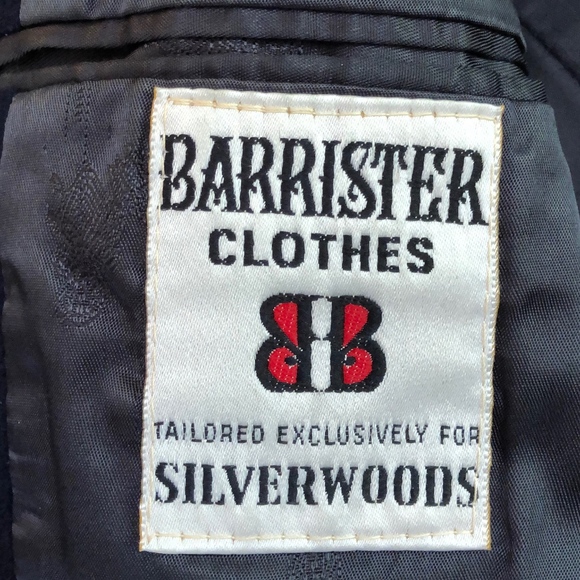 BARRISTER
CLOTHES
TAILORED EXCLUSIVELY FOR
SILVERWOODS